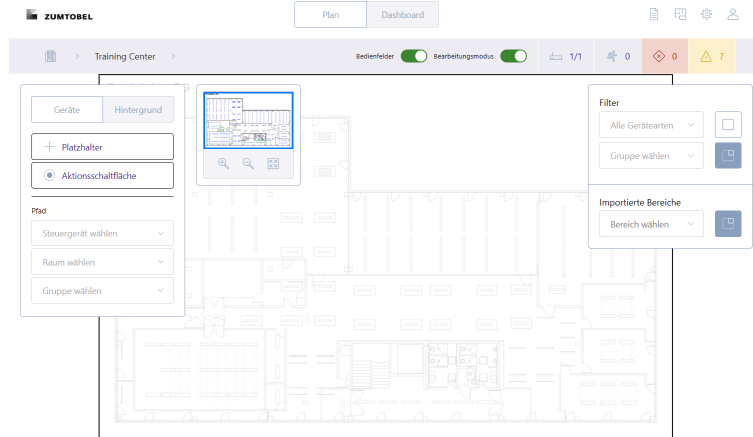 ZUMTOBEL
Plan
Dashboard
Training Center
Bedienfelder
Bearbeitungsmodus
1/1
0
0
7
Geräte
Hintergrund
Platzhalter
Aktionsschaltfläche
Pfad
Steuergerät wählen
Raum wählen
Gruppe wählen
Filter
Alle Gerätearten
Gruppe wählen
Importierte Bereiche
Bereich wählen